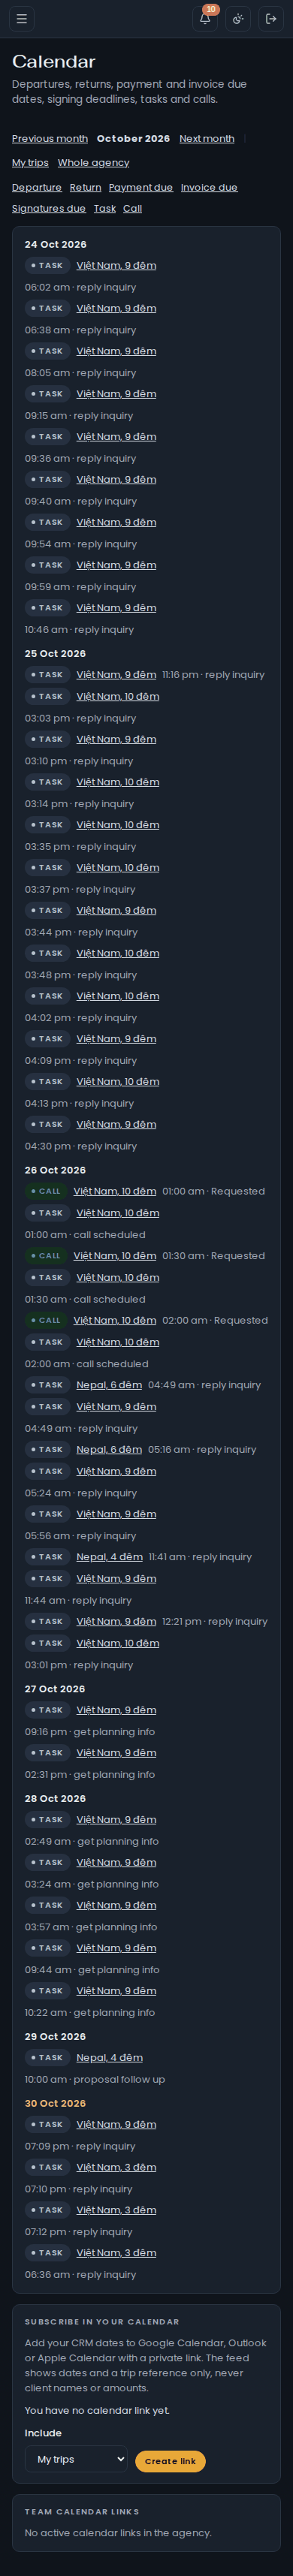 10
Calendar
Departures, returns, payment and invoice due
dates, signing deadlines, tasks and calls.
Previous month October 2026 Next month
My trips Whole agency
Departure Return Payment due Invoice due
Signatures due Task Call
24 Oct 2026
TASK Việt Nam, 9 đêm
06:02 am · reply inquiry
TASK Việt Nam, 9 đêm
06:38 am · reply inquiry
TASK Việt Nam, 9 đêm
08:05 am · reply inquiry
TASK Việt Nam, 9 đêm
09:15 am · reply inquiry
TASK Việt Nam, 9 đêm
09:36 am · reply inquiry
TASK Việt Nam, 9 đêm
09:40 am · reply inquiry
TASK Việt Nam, 9 đêm
09:54 am · reply inquiry
TASK Việt Nam, 9 đêm
09:59 am · reply inquiry
TASK Việt Nam, 9 đêm
10:46 am · reply inquiry
25 Oct 2026
TASK Việt Nam, 9 đêm 11:16 pm · reply inquiry
TASK Việt Nam, 10 đêm
03:03 pm · reply inquiry
TASK Việt Nam, 9 đêm
03:10 pm · reply inquiry
TASK Việt Nam, 10 đêm
03:14 pm · reply inquiry
TASK Việt Nam, 10 đêm
03:35 pm · reply inquiry
TASK Việt Nam, 10 đêm
03:37 pm · reply inquiry
TASK Việt Nam, 9 đêm
03:44 pm · reply inquiry
TASK Việt Nam, 10 đêm
03:48 pm · reply inquiry
TASK Việt Nam, 10 đêm
04:02 pm · reply inquiry
TASK Việt Nam, 9 đêm
04:09 pm · reply inquiry
TASK Việt Nam, 10 đêm
04:13 pm · reply inquiry
TASK Việt Nam, 9 đêm
04:30 pm · reply inquiry
26 Oct 2026
CALL Việt Nam, 10 đêm 01:00 am · Requested
TASK Việt Nam, 10 đêm
01:00 am · call scheduled
CALL Việt Nam, 10 đêm 01:30 am · Requested
TASK Việt Nam, 10 đêm
01:30 am · call scheduled
CALL Việt Nam, 10 đêm 02:00 am · Requested
TASK Việt Nam, 10 đêm
02:00 am · call scheduled
TASK Nepal, 6 đêm 04:49 am · reply inquiry
TASK Việt Nam, 9 đêm
04:49 am · reply inquiry
TASK Nepal, 6 đêm 05:16 am · reply inquiry
TASK Việt Nam, 9 đêm
05:24 am · reply inquiry
TASK Việt Nam, 9 đêm
05:56 am · reply inquiry
TASK Nepal, 4 đêm 11:41 am · reply inquiry
TASK Việt Nam, 9 đêm
11:44 am · reply inquiry
TASK Việt Nam, 9 đêm 12:21 pm · reply inquiry
TASK Việt Nam, 10 đêm
03:01 pm · reply inquiry
27 Oct 2026
TASK Việt Nam, 9 đêm
09:16 pm · get planning info
TASK Việt Nam, 9 đêm
02:31 pm · get planning info
28 Oct 2026
TASK Việt Nam, 9 đêm
02:49 am · get planning info
TASK Việt Nam, 9 đêm
03:24 am · get planning info
TASK Việt Nam, 9 đêm
03:57 am · get planning info
TASK Việt Nam, 9 đêm
09:44 am · get planning info
TASK Việt Nam, 9 đêm
10:22 am · get planning info
29 Oct 2026
TASK Nepal, 4 đêm
10:00 am · proposal follow up
30 Oct 2026
TASK Việt Nam, 9 đêm
07:09 pm · reply inquiry
TASK Việt Nam, 3 đêm
07:10 pm · reply inquiry
TASK Việt Nam, 3 đêm
07:12 pm · reply inquiry
TASK Việt Nam, 3 đêm
06:36 am · reply inquiry
SUBSCRIBE IN YOUR CALENDAR
Add your CRM dates to Google Calendar, Outlook
or Apple Calendar with a private link. The feed
shows dates and a trip reference only, never
client names or amounts.
You have no calendar link yet.
Include
My trips Create link
TEAM CALENDAR LINKS
No active calendar links in the agency.